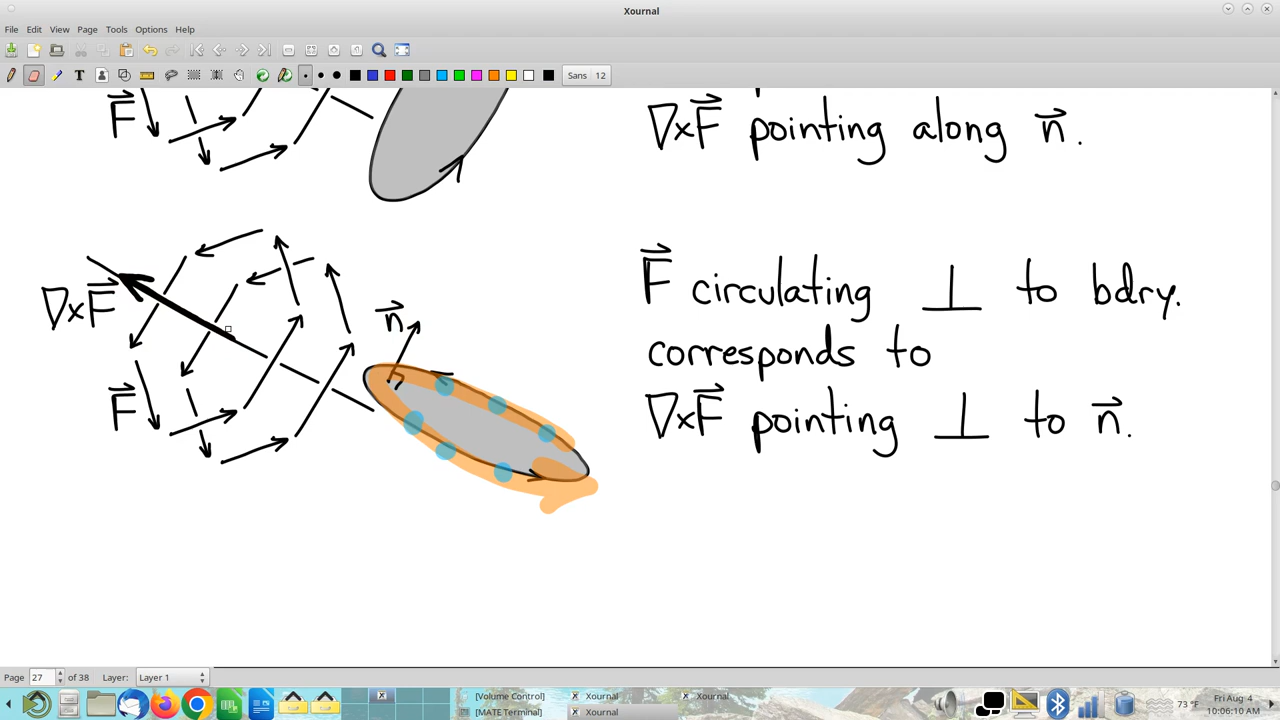 Xournal
File Edit View Page Tools Options Help
Sans 12
F⃗
∇×F⃗ pointing along n⃗.
∇×F⃗
F⃗
n⃗
F⃗ circulating ⊥ to bdry.
corresponds to
∇×F⃗ pointing ⊥ to n⃗.
Page 27 of 38 Layer: Layer 1
[Volume Control] Xournal Xournal
[MATE Terminal] Xournal
73 °F
Fri Aug 4
10:06:10 AM